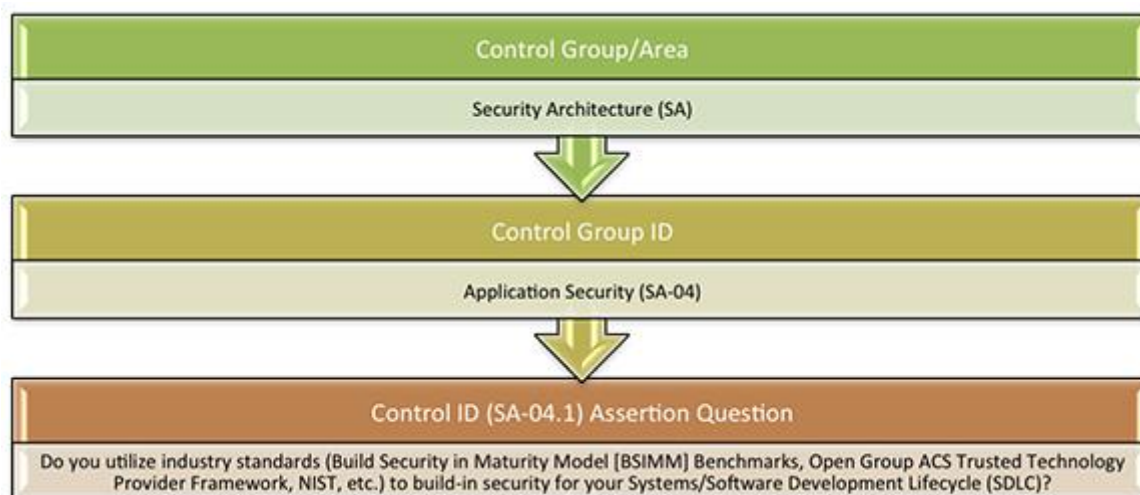 Control Group/Area
Security Architecture (SA)
Control Group ID
Application Security (SA-04)
Control ID (SA-04.1) Assertion Question
Do you utilize industry standards (Build Security in Maturity Model [BSIMM] Benchmarks, Open Group ACS Trusted Technology
Provider Framework, NIST, etc.) to build-in security for your Systems/Software Development Lifecycle (SDLC)?